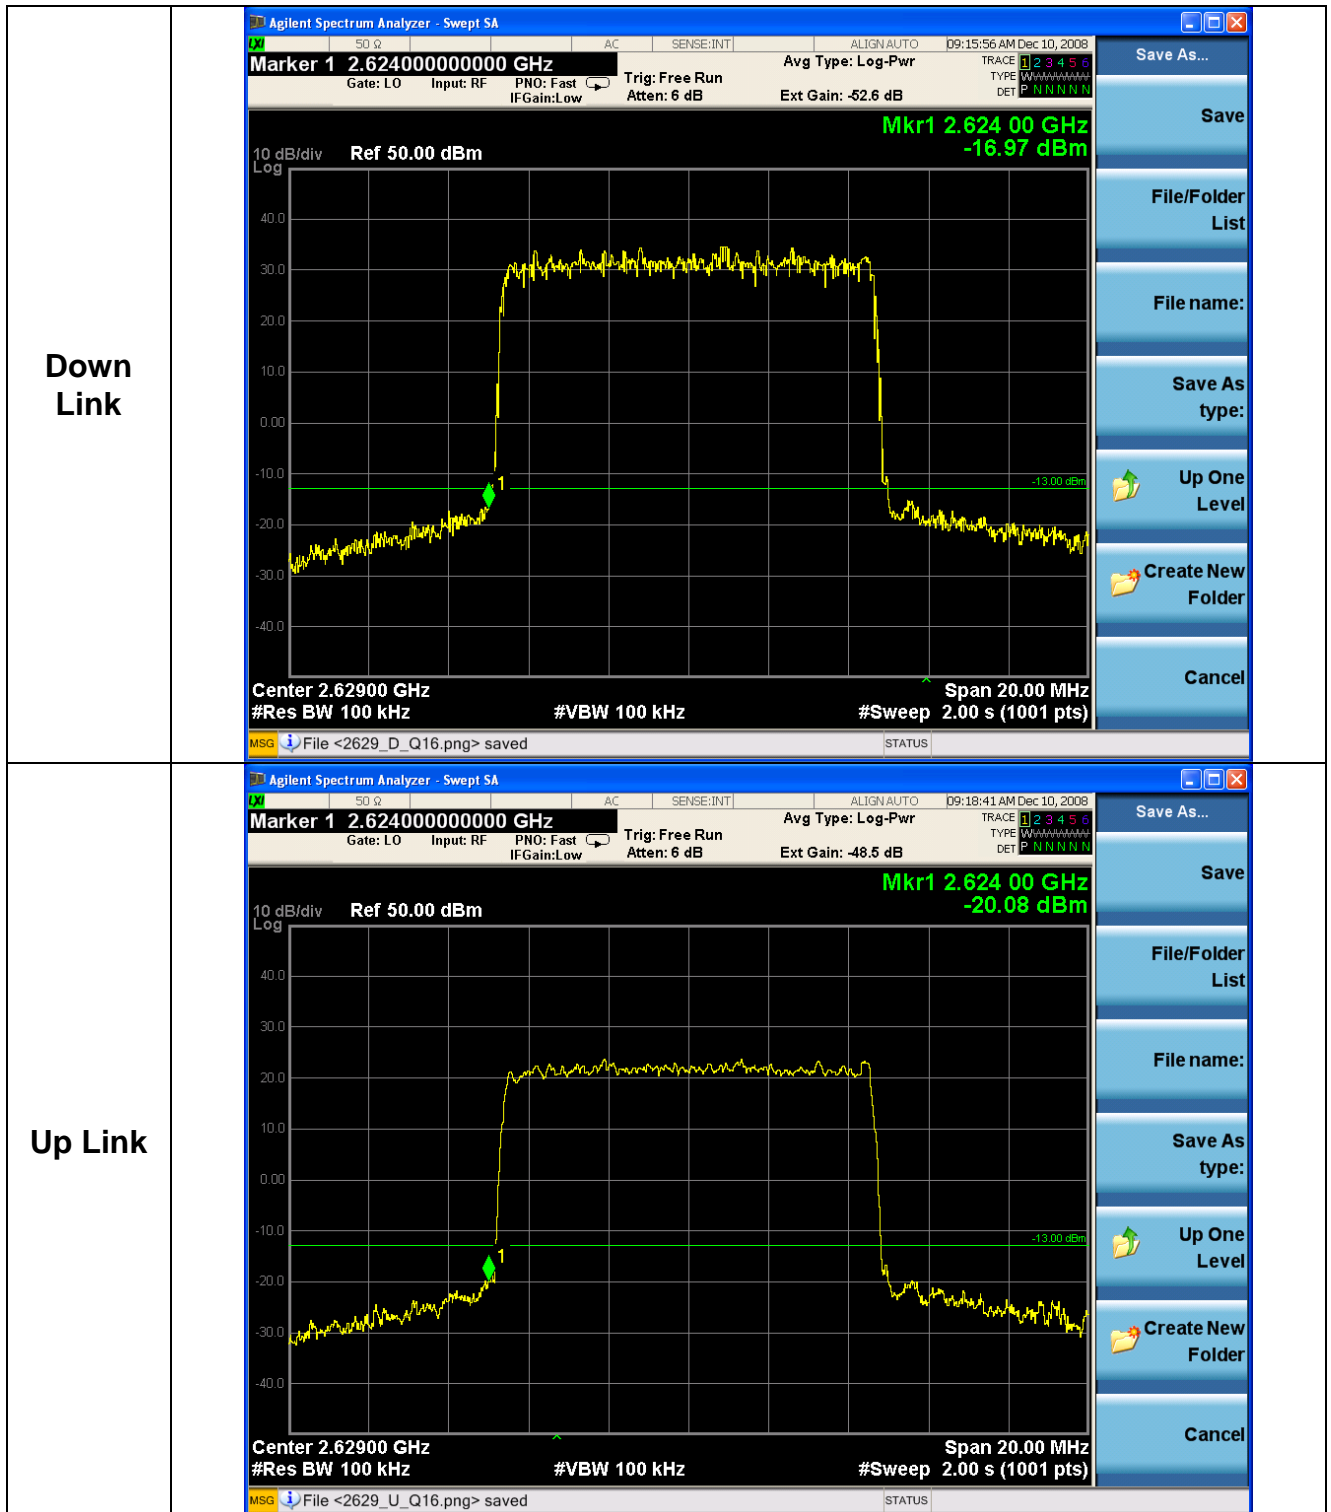 Down
Link
Agilent Spectrum Analyzer - Swept SA
LXI 50 Ω AC SENSE:INT ALIGN AUTO 09:15:56 AM Dec 10, 2008
Marker 1 2.624000000000 GHz
Avg Type: Log-Pwr
TRACE 1 2 3 4 5 6
Gate: LO Input: RF PNO: Fast Trig: Free Run
TYPE
IFGain:Low Atten: 6 dB Ext Gain: -52.6 dB
DET P N N N N N
Mkr1 2.624 00 GHz
-16.97 dBm
10 dB/div Ref 50.00 dBm
Log
40.0
30.0
20.0
10.0
0.00
-10.0
-13.00 dBm
1
-20.0
-30.0
-40.0
Center 2.62900 GHz Span 20.00 MHz
#Res BW 100 kHz #VBW 100 kHz #Sweep 2.00 s (1001 pts)
MSG File <2629_D_Q16.png> saved STATUS
Save As...
Save
File/Folder
List
File name:
Save As
type:
Up One
Level
Create New
Folder
Cancel
Up Link
Agilent Spectrum Analyzer - Swept SA
LXI 50 Ω AC SENSE:INT ALIGN AUTO 09:18:41 AM Dec 10, 2008
Marker 1 2.624000000000 GHz
Avg Type: Log-Pwr
TRACE 1 2 3 4 5 6
Gate: LO Input: RF PNO: Fast Trig: Free Run
TYPE
IFGain:Low Atten: 6 dB Ext Gain: -48.5 dB
DET P N N N N N
Mkr1 2.624 00 GHz
-20.08 dBm
10 dB/div Ref 50.00 dBm
Log
40.0
30.0
20.0
10.0
0.00
-10.0
-13.00 dBm
1
-20.0
-30.0
-40.0
Center 2.62900 GHz Span 20.00 MHz
#Res BW 100 kHz #VBW 100 kHz #Sweep 2.00 s (1001 pts)
MSG File <2629_U_Q16.png> saved STATUS
Save As...
Save
File/Folder
List
File name:
Save As
type:
Up One
Level
Create New
Folder
Cancel